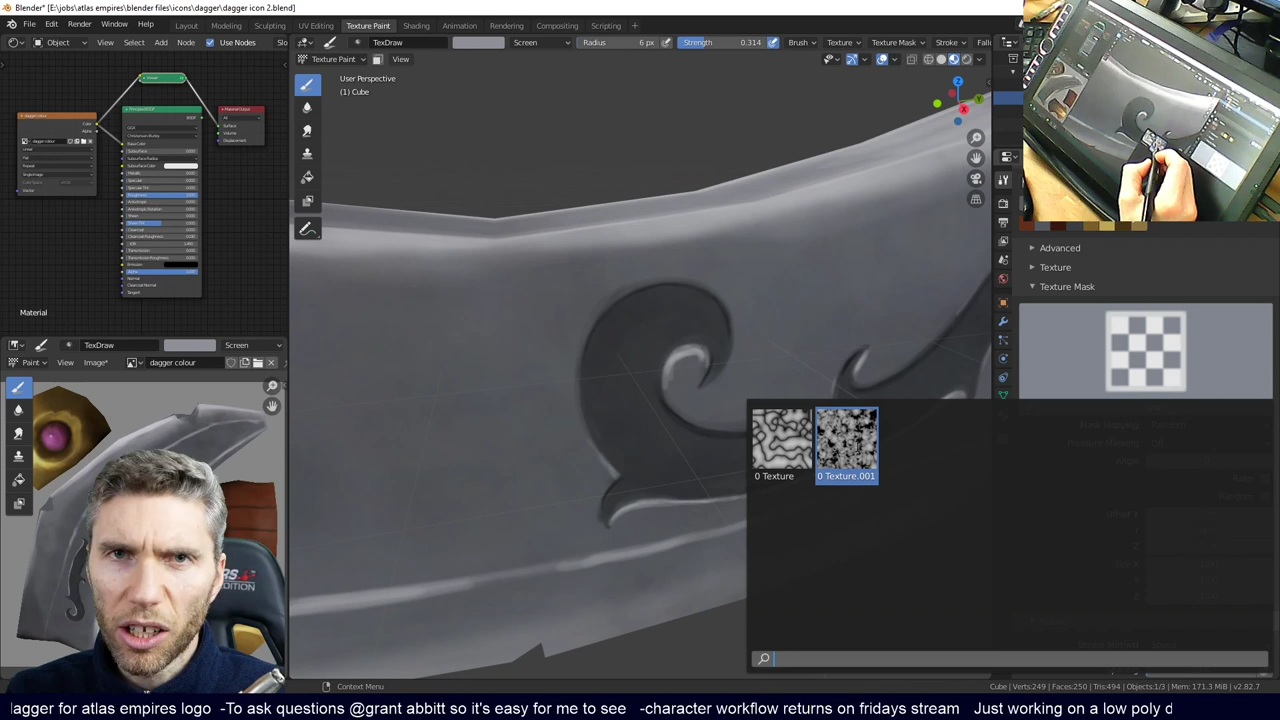 Blender* [E:\jobs\atlas empires\blender files\icons\dagger\dagger icon 2.blend]
File Edit Render Window Help Layout Modeling Sculpting UV Editing Texture Paint Shading Animation Rendering Compositing Scripting
Object View Select Add Node Use Nodes Slo
TexDraw Screen Radius 6 px Strength 0.314 Brush Texture Texture Mask Stroke Fall
Texture Paint View
User Perspective
(1) Cube
Material
X
Y
Z
Advanced
Texture
Texture Mask
TexDraw Screen
Paint View Image* dagger colour
0 Texture 0 Texture.001
RS
EDITION
Context Menu
Cube | Verts:249 | Faces:250 | Tris:494 | Objects:1/3 | Mem: 171.3 MiB | v2.82.7
dagger for atlas empires logo -To ask questions @grant abbitt so it's easy for me to see -character workflow returns on fridays stream Just working on a low poly d